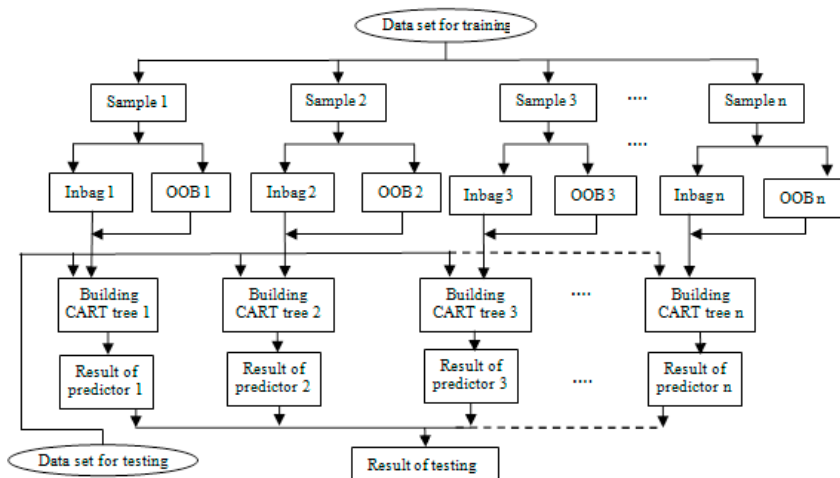 Data set for training
Sample 1
Sample 2
Sample 3
....
Sample n
....
Inbag 1
OOB 1
Inbag 2
OOB 2
Inbag 3
OOB 3
Inbag n
OOB n
Building
CART tree 1
Building
CART tree 2
Building
CART tree 3
....
Building
CART tree n
Result of
predictor 1
Result of
predictor 2
Result of
predictor 3
....
Result of
predictor n
Data set for testing
Result of testing